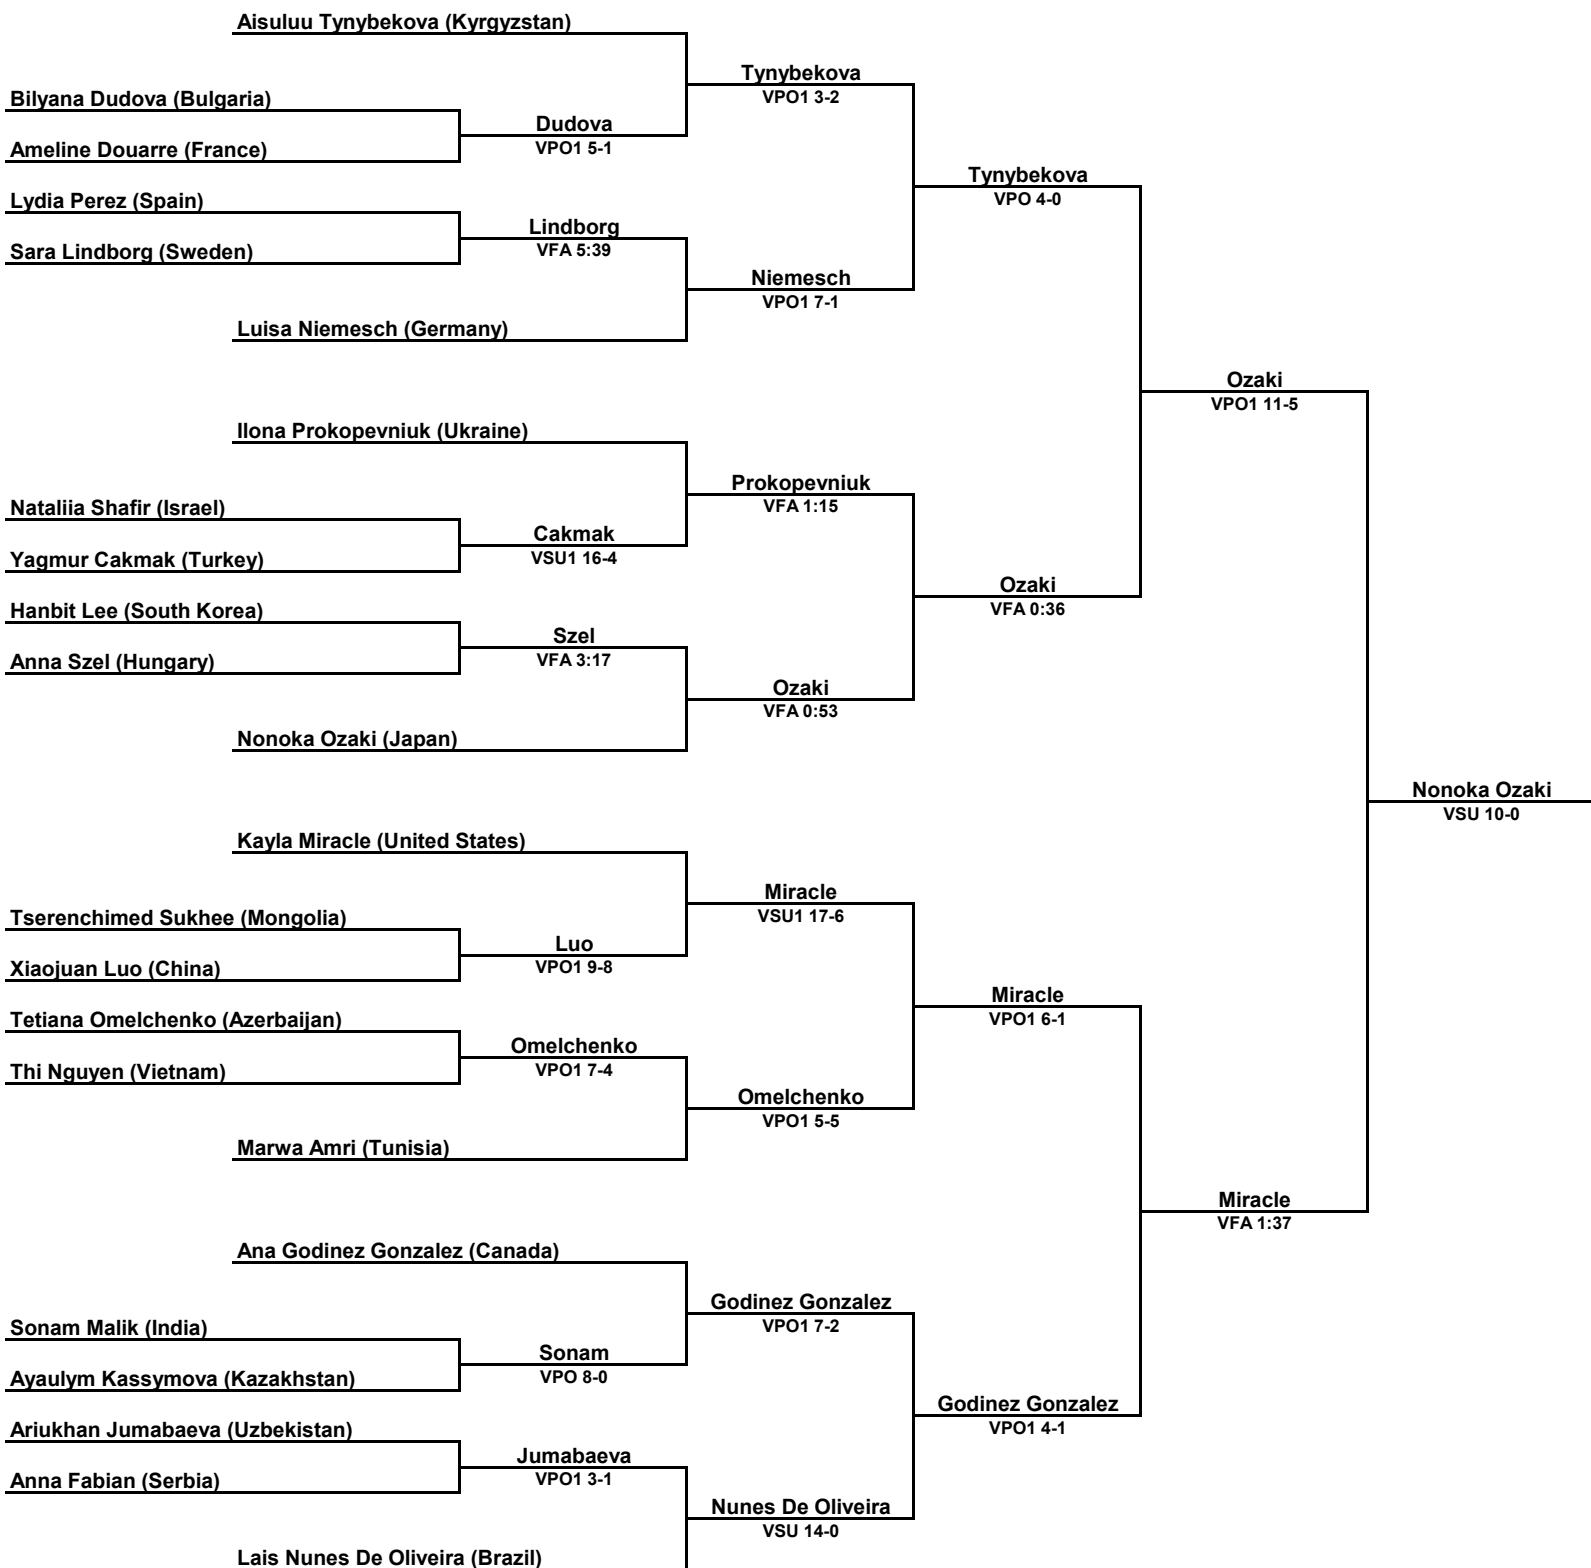 Aisuluu Tynybekova (Kyrgyzstan)
Tynybekova
VPO1 3-2
Bilyana Dudova (Bulgaria)
Dudova
VPO1 5-1
Ameline Douarre (France)
Tynybekova
VPO 4-0
Lydia Perez (Spain)
Lindborg
VFA 5:39
Sara Lindborg (Sweden)
Niemesch
VPO1 7-1
Luisa Niemesch (Germany)
Ozaki
VPO1 11-5
Ilona Prokopevniuk (Ukraine)
Prokopevniuk
VFA 1:15
Nataliia Shafir (Israel)
Cakmak
VSU1 16-4
Yagmur Cakmak (Turkey)
Ozaki
VFA 0:36
Hanbit Lee (South Korea)
Szel
VFA 3:17
Anna Szel (Hungary)
Ozaki
VFA 0:53
Nonoka Ozaki (Japan)
Nonoka Ozaki
VSU 10-0
Kayla Miracle (United States)
Miracle
VSU1 17-6
Tserenchimed Sukhee (Mongolia)
Luo
VPO1 9-8
Xiaojuan Luo (China)
Miracle
VPO1 6-1
Tetiana Omelchenko (Azerbaijan)
Omelchenko
VPO1 7-4
Thi Nguyen (Vietnam)
Omelchenko
VPO1 5-5
Marwa Amri (Tunisia)
Miracle
VFA 1:37
Ana Godinez Gonzalez (Canada)
Godinez Gonzalez
VPO1 7-2
Sonam Malik (India)
Sonam
VPO 8-0
Ayaulym Kassymova (Kazakhstan)
Godinez Gonzalez
VPO1 4-1
Ariukhan Jumabaeva (Uzbekistan)
Jumabaeva
VPO1 3-1
Anna Fabian (Serbia)
Nunes De Oliveira
VSU 14-0
Lais Nunes De Oliveira (Brazil)